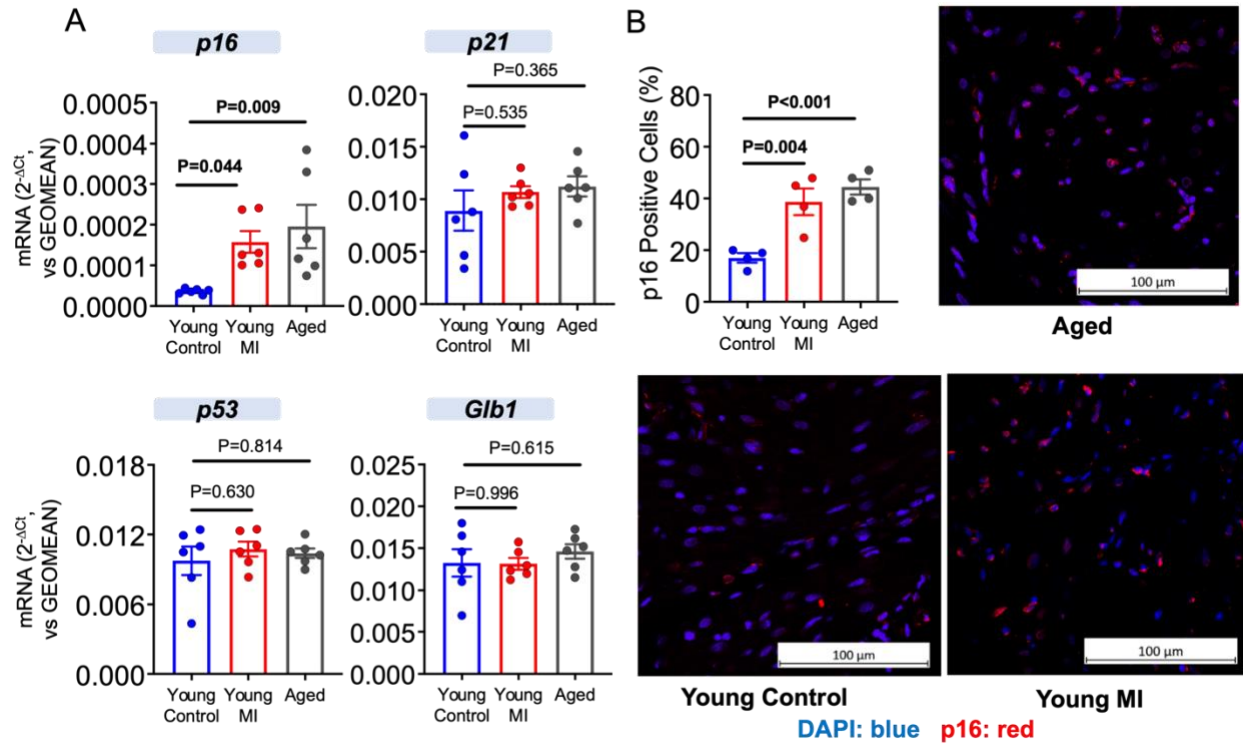 A
p16
P=0.009
P=0.044
0.0005
0.0004
0.0003
0.0002
0.0001
0.0000
mRNA (2-ΔCt,
vs GEOMEAN)
Young
Control
Young
MI
Aged
p21
P=0.365
P=0.535
0.020
0.015
0.010
0.005
0.000
Young
Control
Young
MI
Aged
B
P<0.001
P=0.004
80
60
40
20
0
p16 Positive Cells (%)
Young
Control
Young
MI
Aged
100 µm
Aged
p53
P=0.814
P=0.630
0.018
0.012
0.006
0.000
mRNA (2-ΔCt,
vs GEOMEAN)
Young
Control
Young
MI
Aged
Glb1
P=0.615
P=0.996
0.025
0.020
0.015
0.010
0.005
0.000
Young
Control
Young
MI
Aged
100 µm
Young Control
100 µm
Young MI
DAPI: blue p16: red